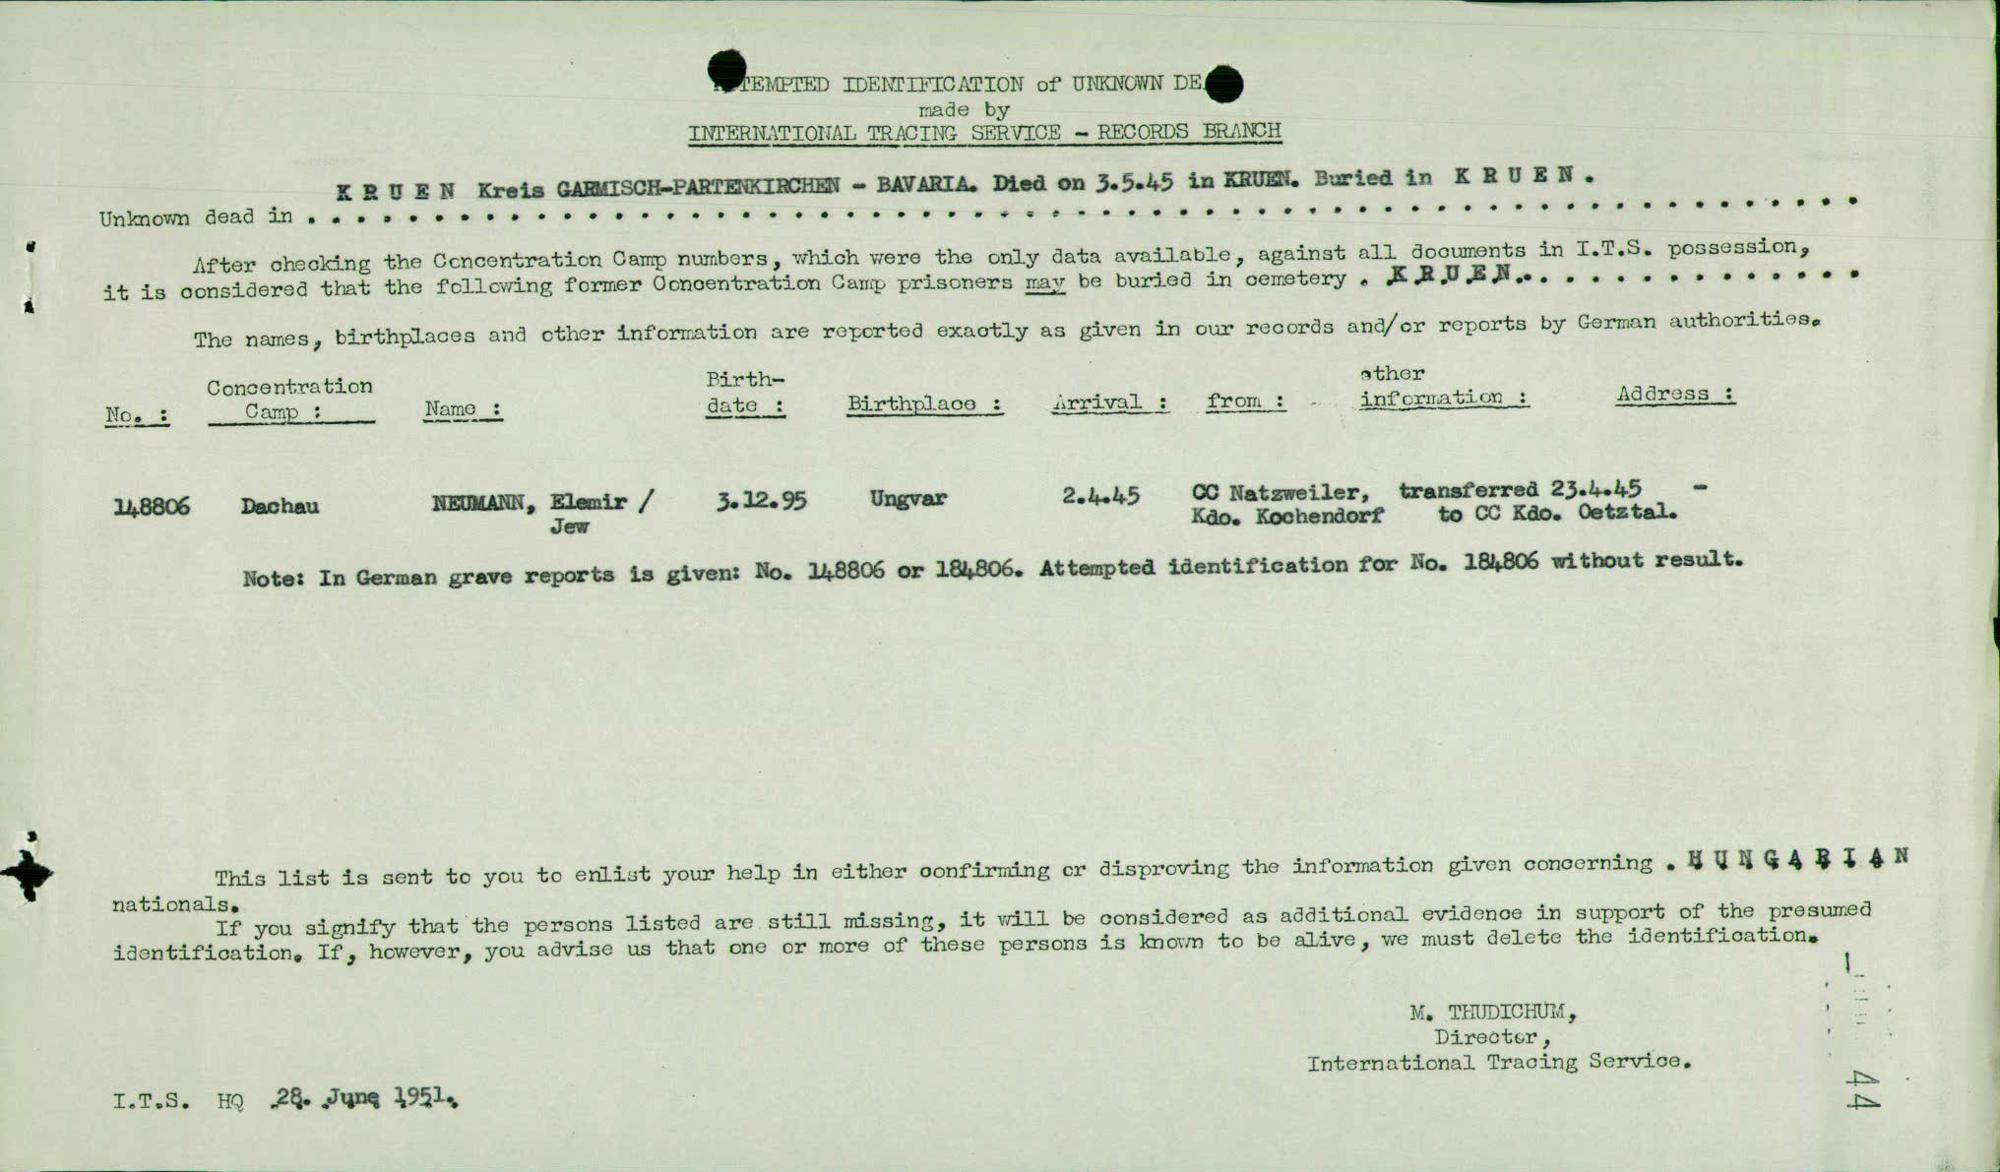 ATTEMPTED IDENTIFICATION of UNKNOWN DE
made by
INTERNATIONAL TRACING SERVICE - RECORDS BRANCH
K R U E N Kreis GARMISCH-PARTENKIRCHEN - BAVARIA. Died on 3.5.45 in KRUEN. Buried in K R U E N .
Unknown dead in . . . . . . . . . . . . . . . . . . . . . . . . . . . . . . . . . . . . . . . . . . . . . . . . . . . . . . . . . . . .
After checking the Concentration Camp numbers, which were the only data available, against all documents in I.T.S. possession,
it is considered that the following former Concentration Camp prisoners may be buried in cemetery . K R U E N . . . . . . . . . . . . . .
The names, birthplaces and other information are reported exactly as given in our records and/or reports by German authorities.
No. : Concentration Camp : Name : Birth-date : Birthplace : Arrival : from : other information : Address :
148806 Dachau NEUMANN, Elemir / 3.12.95 Ungvar 2.4.45 CC Natzweiler, transferred 23.4.45 -
Jew Kdo. Kochendorf to CC Kdo. Oetztal.
Note: In German grave reports is given: No. 148806 or 184806. Attempted identification for No. 184806 without result.
This list is sent to you to enlist your help in either confirming or disproving the information given concerning . H U N G A R I A N
nationals.
If you signify that the persons listed are still missing, it will be considered as additional evidence in support of the presumed
identification. If, however, you advise us that one or more of these persons is known to be alive, we must delete the identification.
M. THUDICHUM,
Director,
International Tracing Service.
I.T.S. HQ 28. June 1951.
44